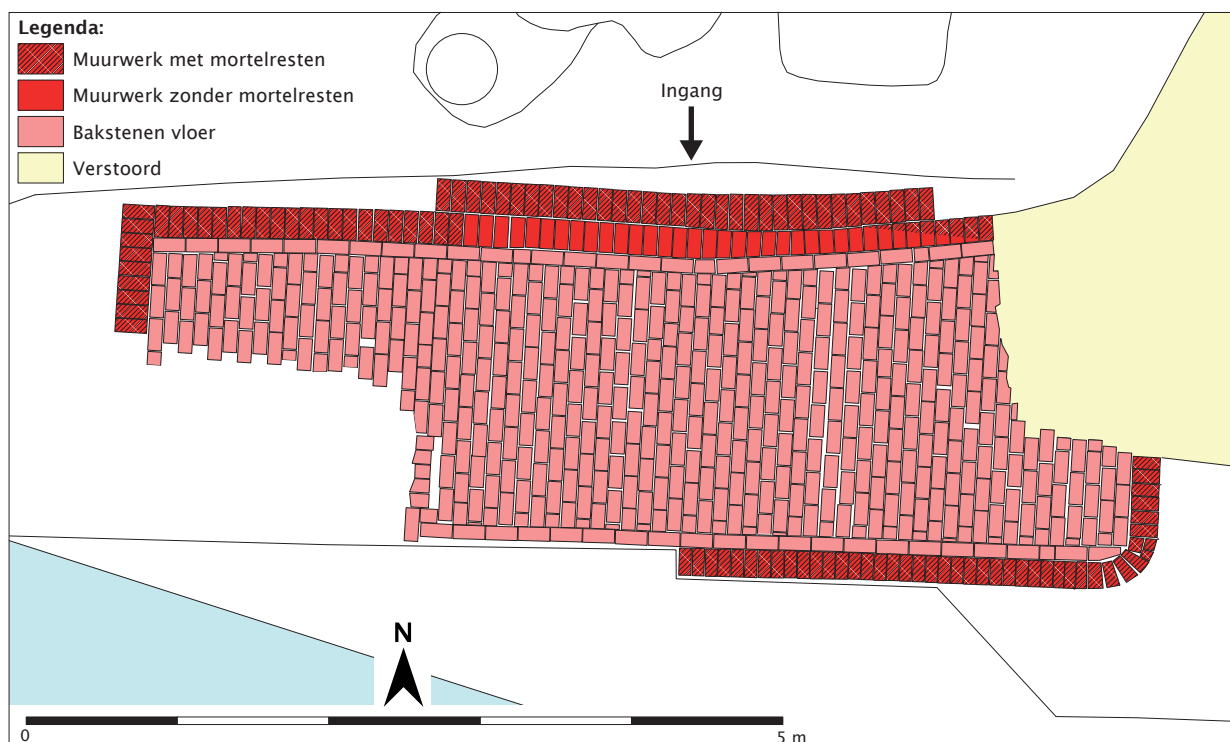 Legenda:
Muurwerk met mortelresten
Muurwerk zonder mortelresten
Bakstenen vloer
Verstoord
Ingang
N
0
5 m